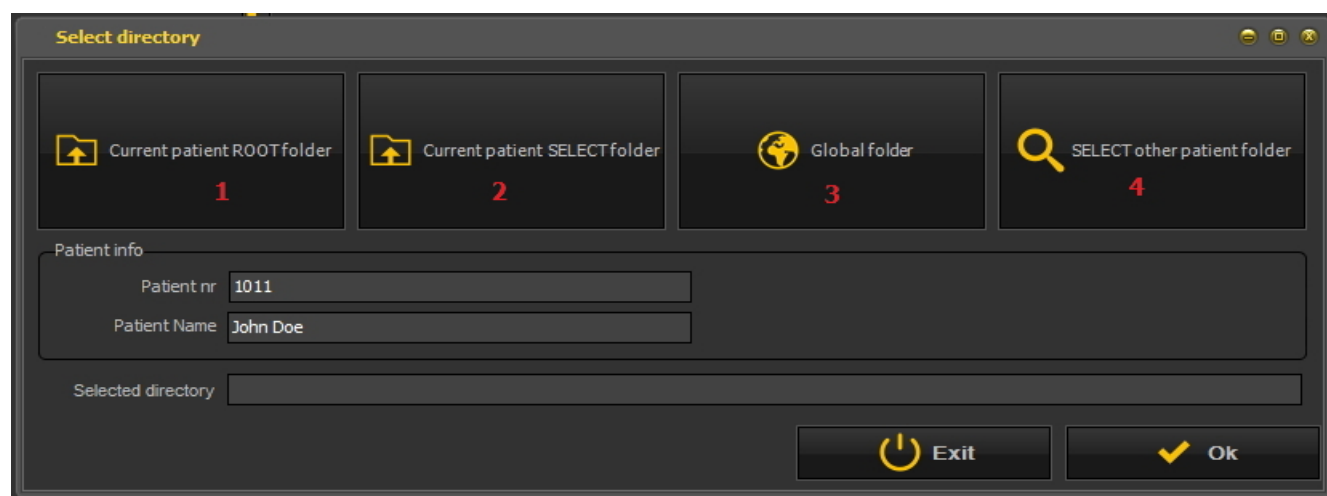 Select directory
Current patient ROOT folder
Current patient SELECT folder
Global folder
SELECT other patient folder
1
2
3
4
Patient info
Patient nr 1011
Patient Name John Doe
Selected directory
Exit
Ok